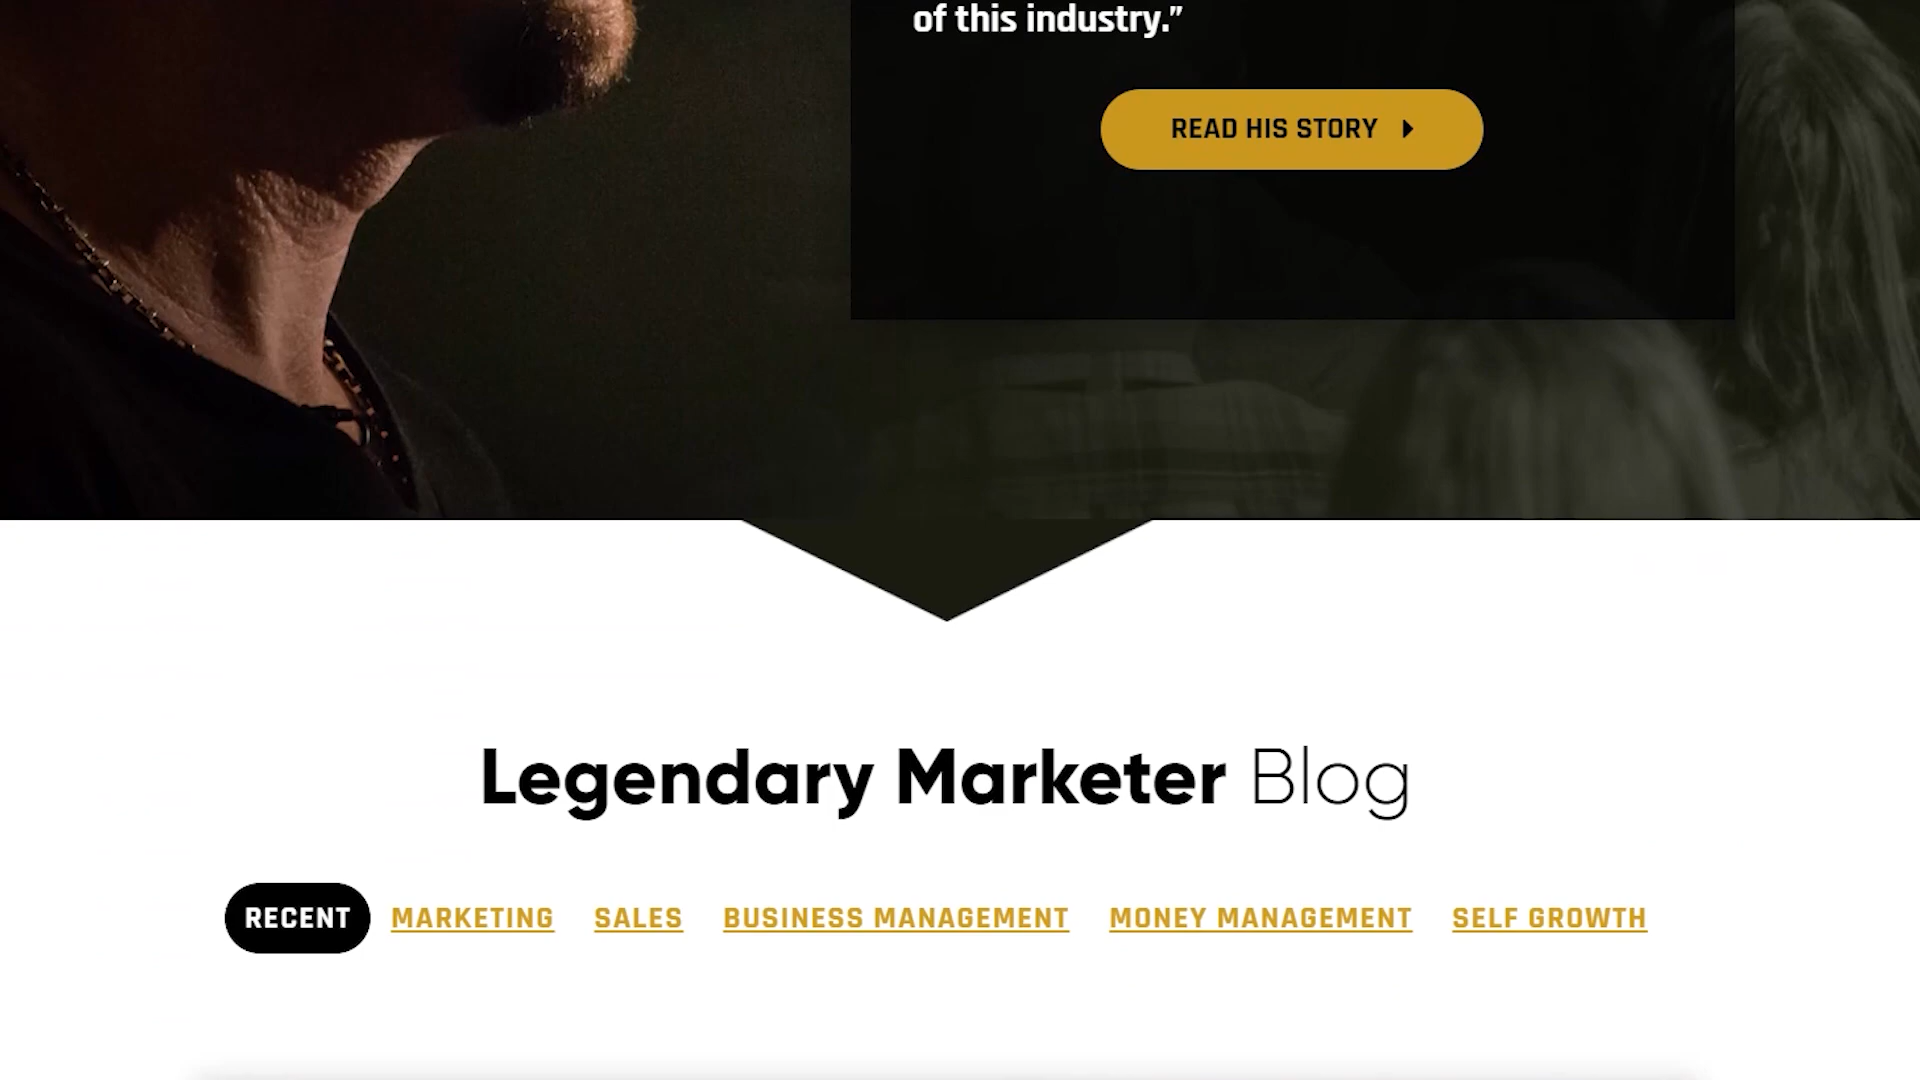 of this industry.”
READ HIS STORY
Legendary Marketer Blog
RECENT MARKETING SALES BUSINESS MANAGEMENT MONEY MANAGEMENT SELF GROWTH